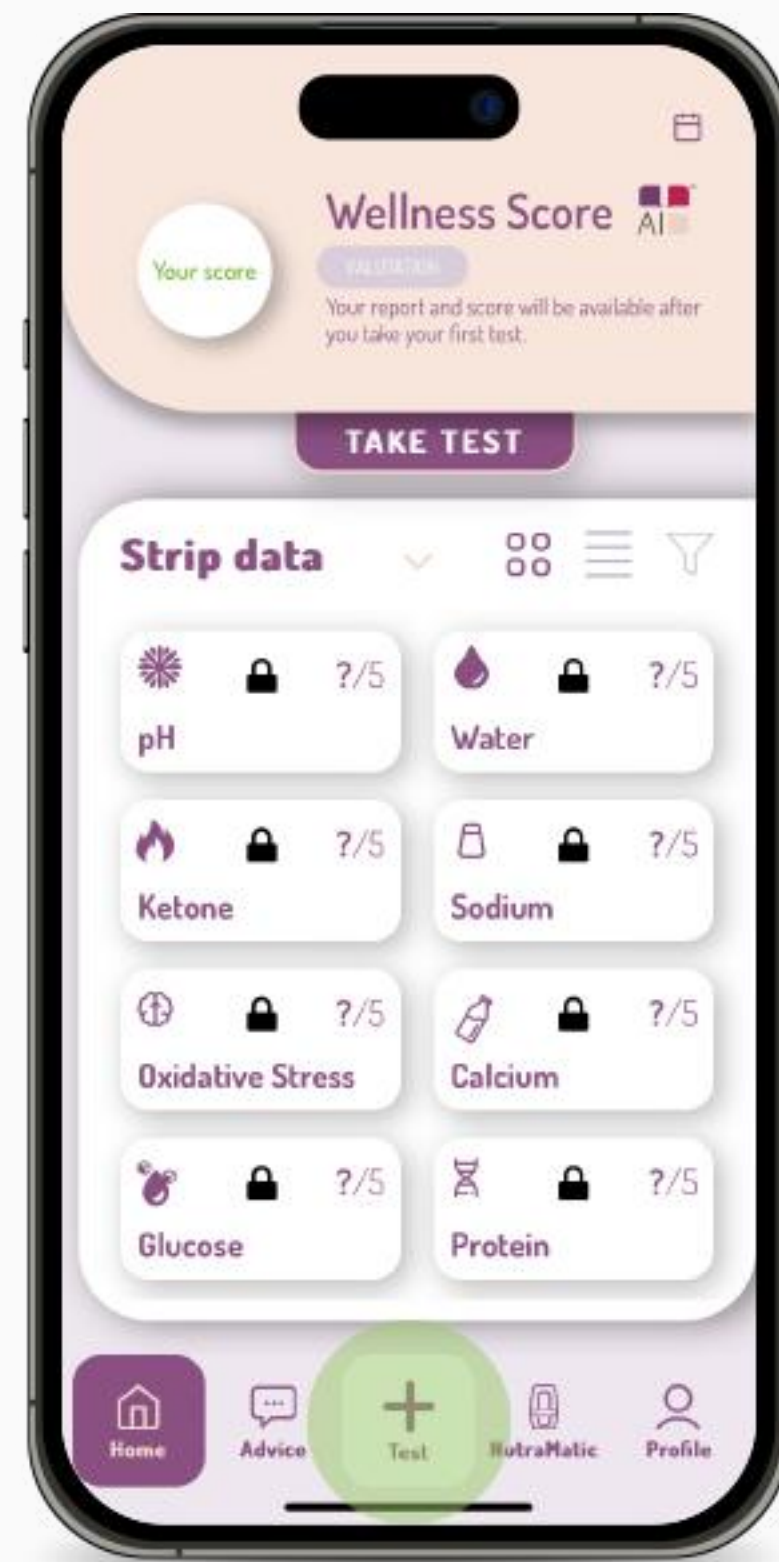 Wellness Score
AI
Your score
Your report and score will be available after
you take your first test.
TAKE TEST
Strip data
?/5
?/5
pH
Water
?/5
?/5
Ketone
Sodium
?/5
?/5
Oxidative Stress
Calcium
?/5
?/5
Glucose
Protein
Home
Advice
Test
NutraMatic
Profile